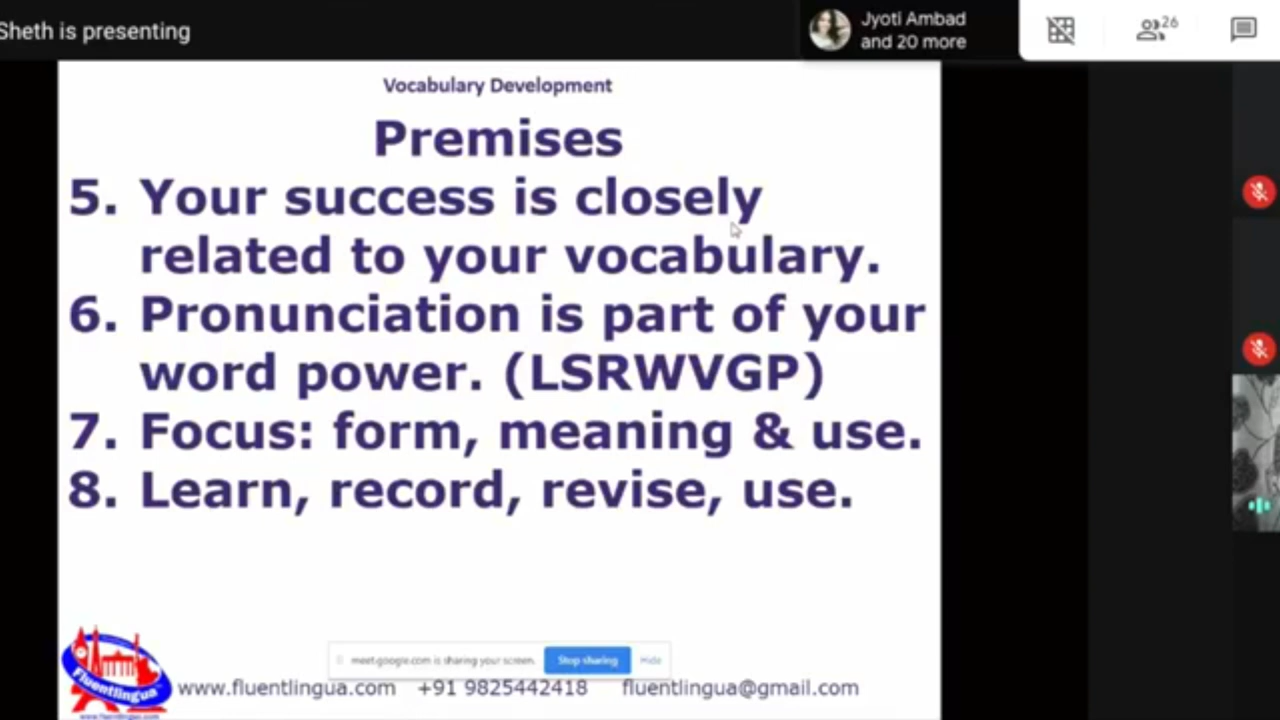 Sheth is presenting
Jyoti Ambad
and 20 more
26
Vocabulary Development
Premises
5. Your success is closely
related to your vocabulary.
6. Pronunciation is part of your
word power. (LSRWVGP)
7. Focus: form, meaning & use.
8. Learn, record, revise, use.
meet.google.com is sharing your screen. Stop sharing Hide
Fluentlingua
www.fluentlingua.com +91 9825442418 fluentlingua@gmail.com
www.fluentlingua.com